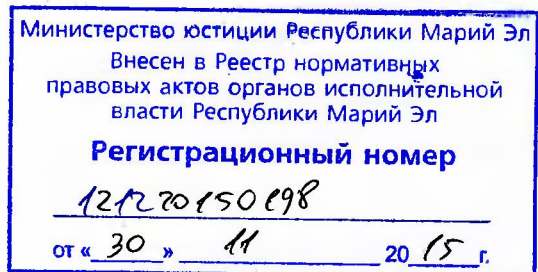 Министерство юстиции Республики Марий Эл
Внесен в Реестр нормативных
правовых актов органов исполнительной
власти Республики Марий Эл
Регистрационный номер
121220150198
от « 30 » 11 20 15 г.